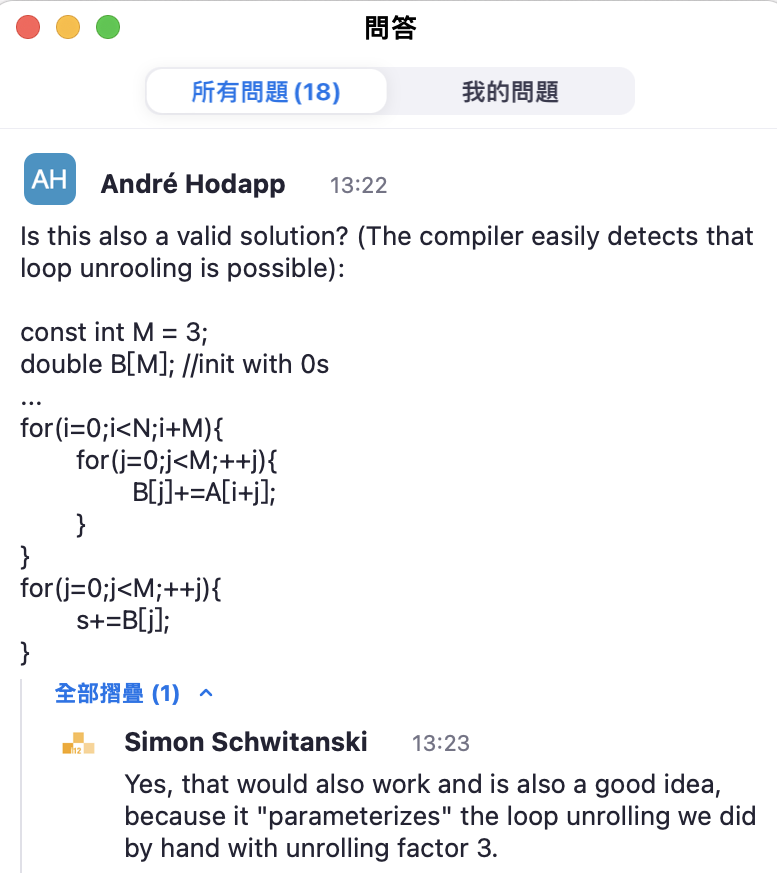 問答
所有問題 (18)
我的問題
AH
André Hodapp 13:22
Is this also a valid solution? (The compiler easily detects that
loop unrooling is possible):
const int M = 3;
double B[M]; //init with 0s
...
for(i=0;i<N;i+M){
for(j=0;j<M;++j){
B[j]+=A[i+j];
}
}
for(j=0;j<M;++j){
s+=B[j];
}
全部摺疊 (1)
12
Simon Schwitanski 13:23
Yes, that would also work and is also a good idea,
because it "parameterizes" the loop unrolling we did
by hand with unrolling factor 3.